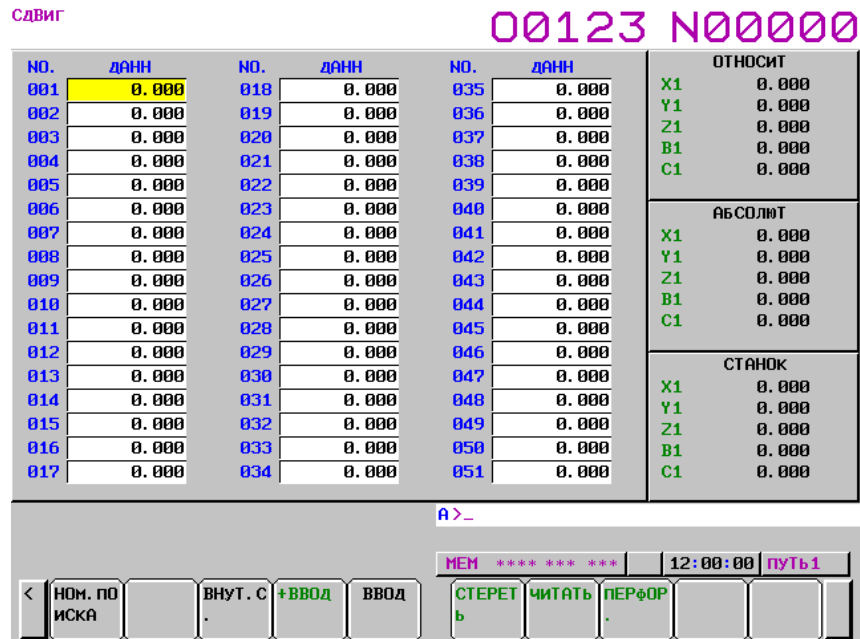 СДВИГ
O0123 N00000
NO. ДАНН NO. ДАНН NO. ДАНН
001 0.000 018 0.000 035 0.000
002 0.000 019 0.000 036 0.000
003 0.000 020 0.000 037 0.000
004 0.000 021 0.000 038 0.000
005 0.000 022 0.000 039 0.000
006 0.000 023 0.000 040 0.000
007 0.000 024 0.000 041 0.000
008 0.000 025 0.000 042 0.000
009 0.000 026 0.000 043 0.000
010 0.000 027 0.000 044 0.000
011 0.000 028 0.000 045 0.000
012 0.000 029 0.000 046 0.000
013 0.000 030 0.000 047 0.000
014 0.000 031 0.000 048 0.000
015 0.000 032 0.000 049 0.000
016 0.000 033 0.000 050 0.000
017 0.000 034 0.000 051 0.000
ОТНОСИТ
X1 0.000
Y1 0.000
Z1 0.000
B1 0.000
C1 0.000
АБСОЛЮТ
X1 0.000
Y1 0.000
Z1 0.000
B1 0.000
C1 0.000
СТАНОК
X1 0.000
Y1 0.000
Z1 0.000
B1 0.000
C1 0.000
A>_
MEM **** *** *** 12:00:00 ПУТЬ1
<
НОМ.ПО
ИСКА
ВНУТ.С
.
+ВВОД
ВВОД
СТЕРЕТ
Ь
ЧИТАТЬ
ПЕРФОР
.